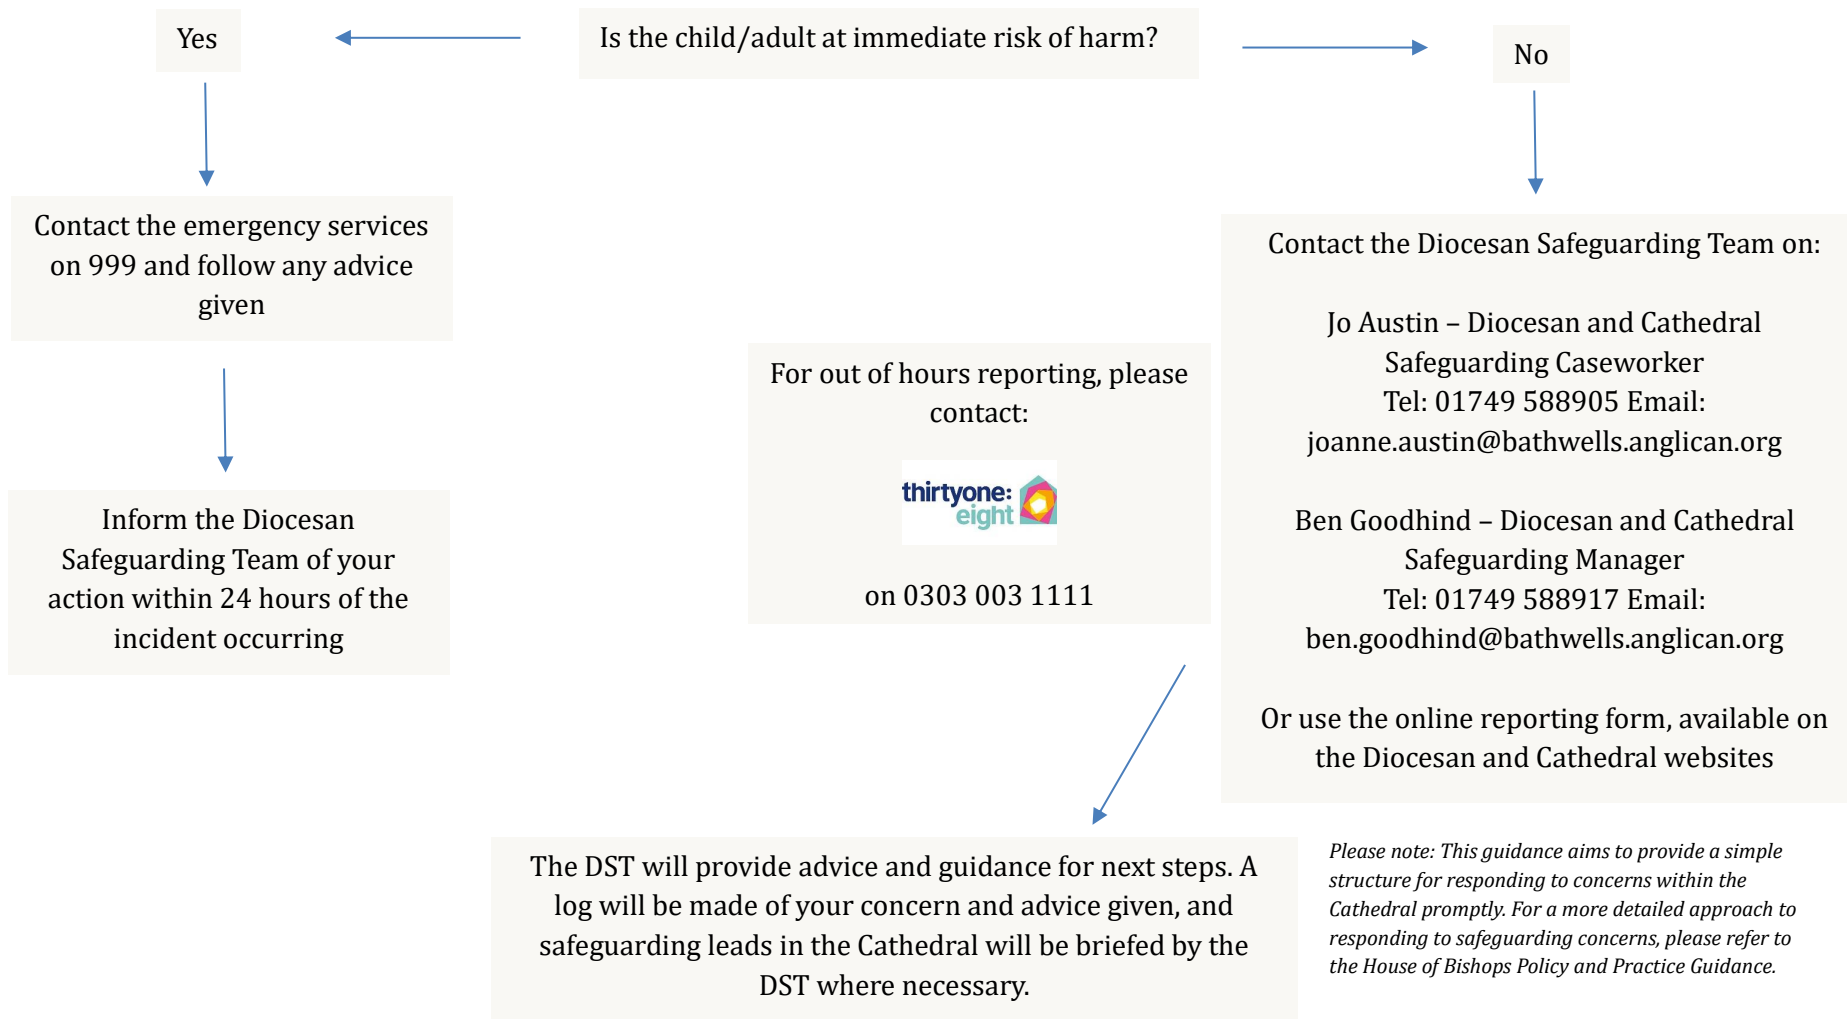 Is the child/adult at immediate risk of harm?
Yes
No
Contact the emergency services
on 999 and follow any advice
given
Inform the Diocesan
Safeguarding Team of your
action within 24 hours of the
incident occurring
For out of hours reporting, please
contact:
thirtyone:
eight
on 0303 003 1111
Contact the Diocesan Safeguarding Team on:
Jo Austin – Diocesan and Cathedral
Safeguarding Caseworker
Tel: 01749 588905 Email:
joanne.austin@bathwells.anglican.org
Ben Goodhind – Diocesan and Cathedral
Safeguarding Manager
Tel: 01749 588917 Email:
ben.goodhind@bathwells.anglican.org
Or use the online reporting form, available on
the Diocesan and Cathedral websites
The DST will provide advice and guidance for next steps. A
log will be made of your concern and advice given, and
safeguarding leads in the Cathedral will be briefed by the
DST where necessary.
Please note: This guidance aims to provide a simple
structure for responding to concerns within the
Cathedral promptly. For a more detailed approach to
responding to safeguarding concerns, please refer to
the House of Bishops Policy and Practice Guidance.